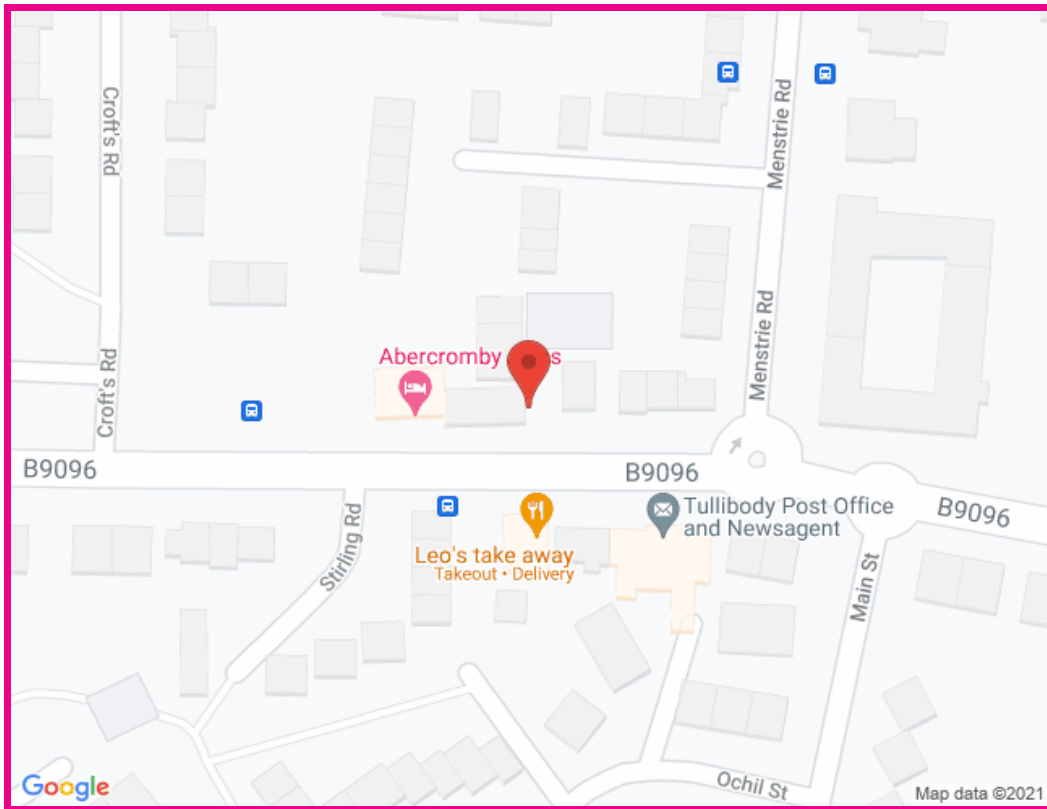 Croft's Rd
Menstrie Rd
Menstrie Rd
Abercromby
Croft's Rd
B9096
B9096
Tullibody Post Office
and Newsagent
B9096
Leo's take away
Takeout • Delivery
Stirling Rd
Main St
Ochil St
Google
Map data ©2021